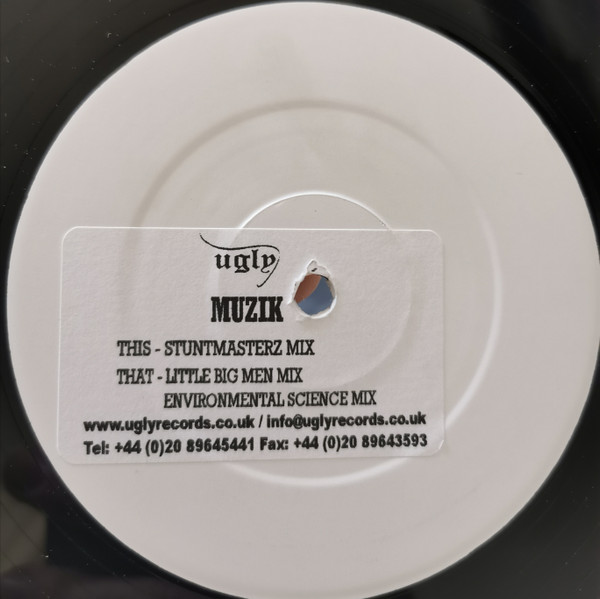 ugly
MUZIK
THIS - STUNTMASTERZ MIX
THAT - LITTLE BIG MEN MIX
ENVIRONMENTAL SCIENCE MIX
www.uglyrecords.co.uk / info@uglyrecords.co.uk
Tel: +44 (0)20 89645441 Fax: +44 (0)20 89643593